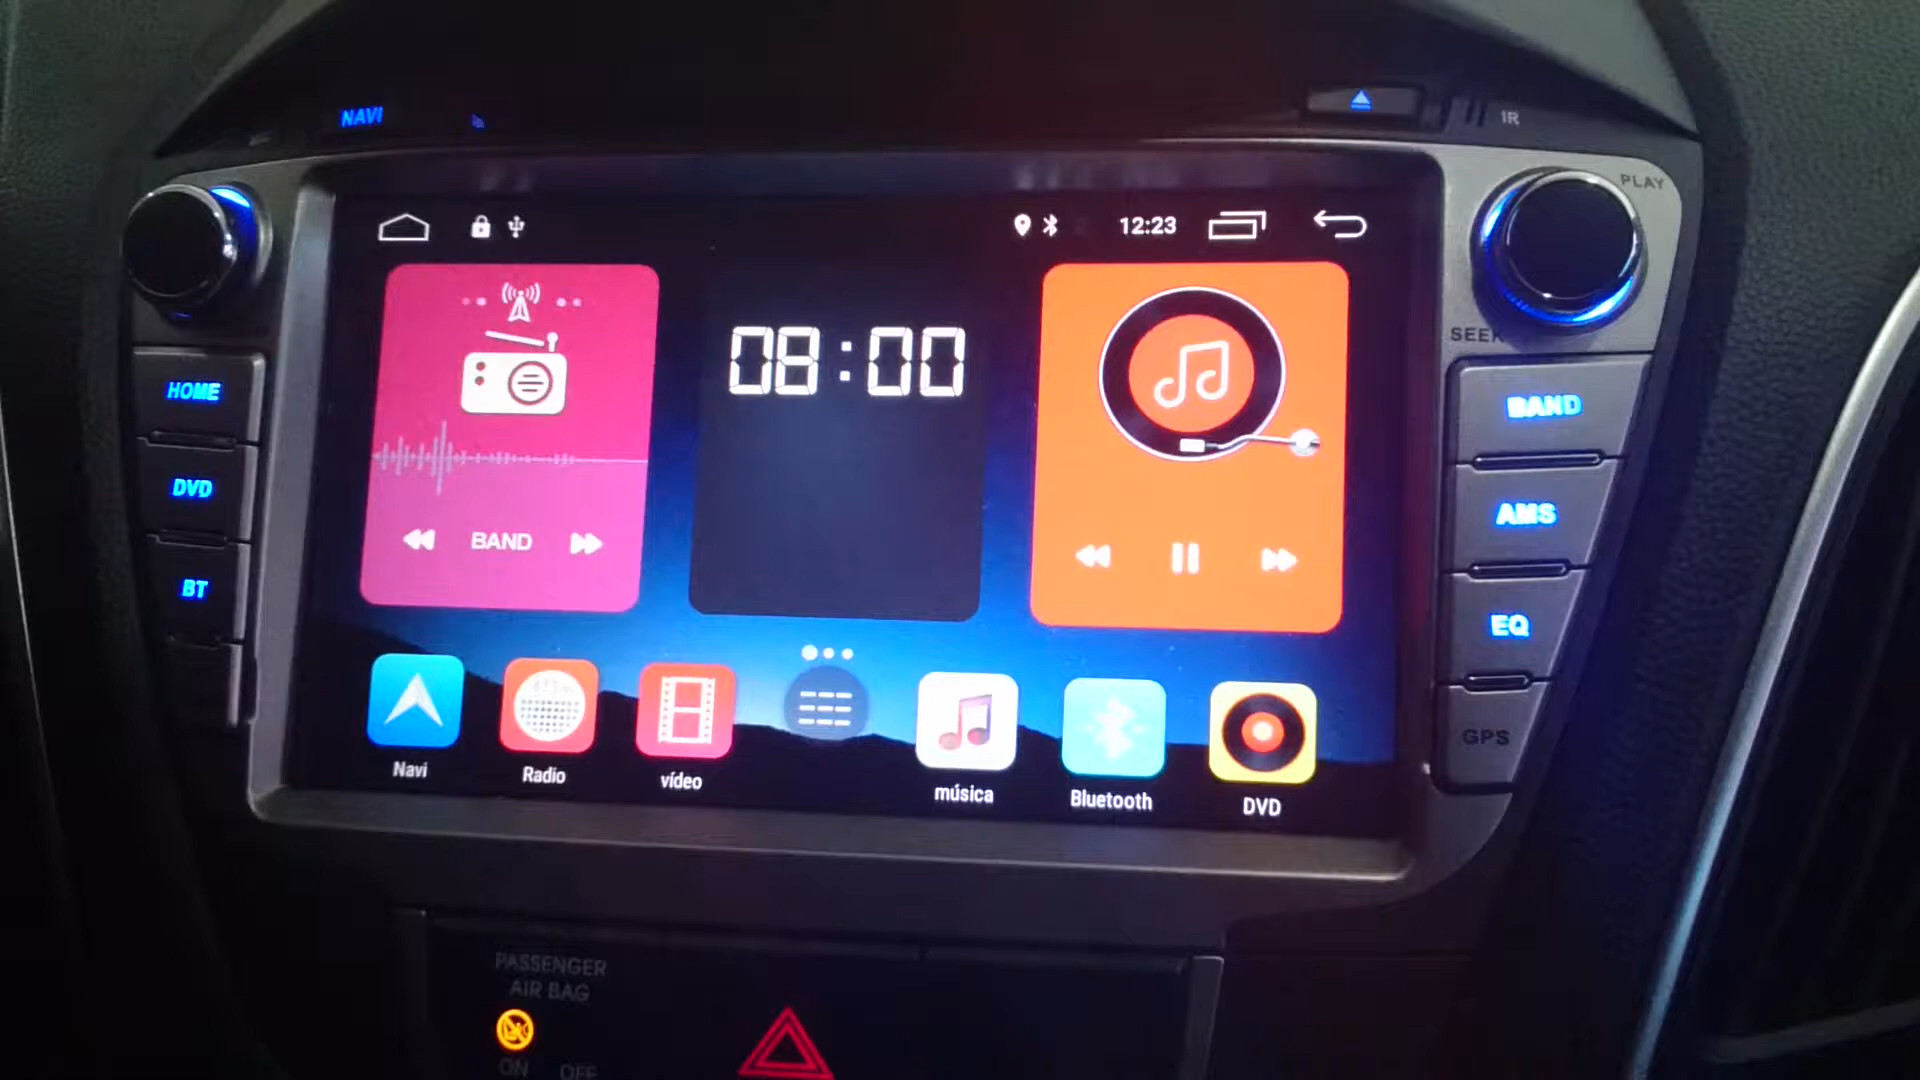 NAVI
IR
PLAY
12:23
08:00
SEEK
HOME
BAND
DVD
AMS
BAND
BT
EQ
GPS
Navi
Radio
vídeo
música
Bluetooth
DVD
PASSENGER
AIR BAG
ON OFF